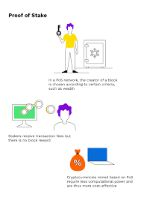 Proof of Stake
In a PoS network, the creator of a block
is chosen according to certain criteria,
such as wealth
Stakers receive transaction fees but
there is no block reward
Cryptocurrencies mined based on PoS
require less computational power and
are thus more cost-effective